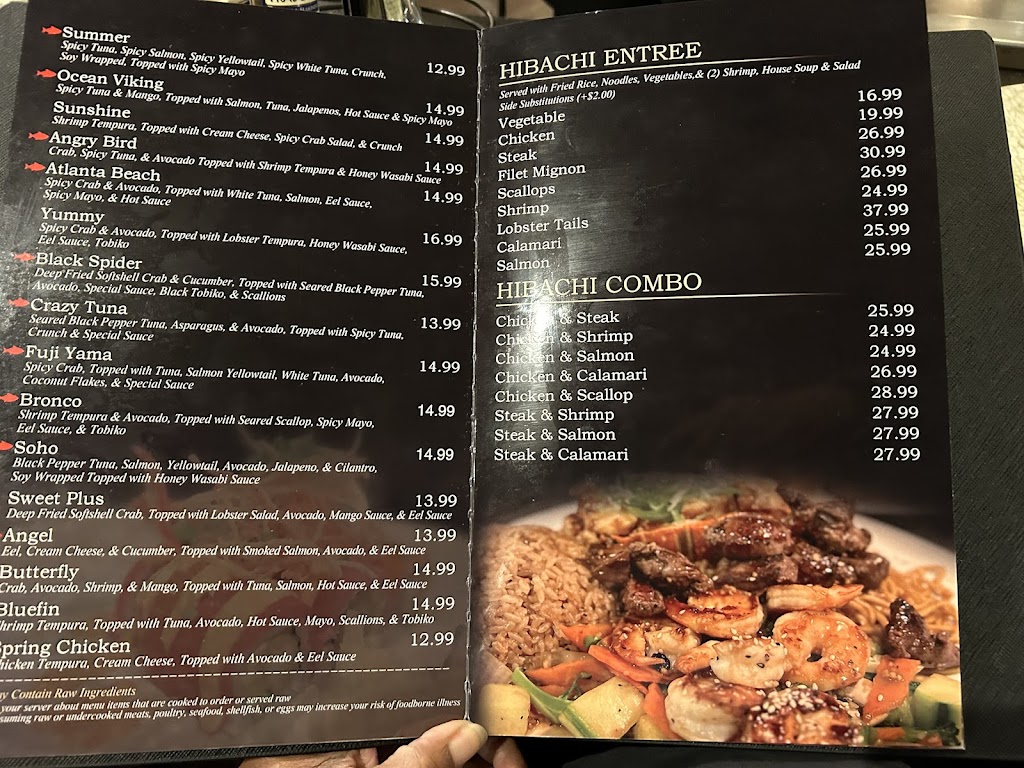 Summer
Spicy Tuna, Spicy Salmon, Spicy Yellowtail, Spicy White Tuna, Crunch,
Soy Wrapped, Topped with Spicy Mayo 12.99
Ocean Viking
Spicy Tuna & Mango, Topped with Salmon, Tuna, Jalapenos, Hot Sauce & Spicy Mayo 14.99
Sunshine
Shrimp Tempura, Topped with Cream Cheese, Spicy Crab Salad, & Crunch 14.99
Angry Bird
Crab, Spicy Tuna, & Avocado Topped with Shrimp Tempura & Honey Wasabi Sauce 14.99
Atlanta Beach
Spicy Crab & Avocado, Topped with White Tuna, Salmon, Eel Sauce, 14.99
Spicy Mayo, & Hot Sauce
Yummy
Spicy Crab & Avocado, Topped with Lobster Tempura, Honey Wasabi Sauce, 16.99
Eel Sauce, Tobiko
Black Spider
Deep Fried Softshell Crab & Cucumber, Topped with Seared Black Pepper Tuna, 15.99
Avocado, Special Sauce, Black Tobiko, & Scallions
Crazy Tuna
Seared Black Pepper Tuna, Asparagus, & Avocado, Topped with Spicy Tuna, 13.99
Crunch & Special Sauce
Fuji Yama
Spicy Crab, Topped with Tuna, Salmon Yellowtail, White Tuna, Avocado, 14.99
Coconut Flakes, & Special Sauce
Bronco
Shrimp Tempura & Avocado, Topped with Seared Scallop, Spicy Mayo, 14.99
Eel Sauce, & Tobiko
Soho 14.99
Black Pepper Tuna, Salmon, Yellowtail, Avocado, Jalapeno, & Cilantro,
Soy Wrapped Topped with Honey Wasabi Sauce
Sweet Plus 13.99
Deep Fried Softshell Crab, Topped with Lobster Salad, Avocado, Mango Sauce, & Eel Sauce
Angel 13.99
Eel, Cream Cheese, & Cucumber, Topped with Smoked Salmon, Avocado, & Eel Sauce
Butterfly 14.99
Crab, Avocado, Shrimp, & Mango, Topped with Tuna, Salmon, Hot Sauce, & Eel Sauce
Bluefin 14.99
Shrimp Tempura, Topped with Tuna, Avocado, Hot Sauce, Mayo, Scallions, & Tobiko
Spring Chicken 12.99
Chicken Tempura, Cream Cheese, Topped with Avocado & Eel Sauce
Contain Raw Ingredients
your server about menu items that are cooked to order or served raw
raw or undercooked meats, poultry, seafood, shellfish, or eggs may increase your risk of foodborne illness
HIBACHI ENTREE
Served with Fried Rice, Noodles, Vegetables,& (2) Shrimp, House Soup & Salad
Side Substitutions (+$2.00)
Vegetable 16.99
Chicken 19.99
Steak 26.99
Filet Mignon 30.99
Scallops 26.99
Shrimp 24.99
Lobster Tails 37.99
Calamari 25.99
Salmon 25.99
HIBACHI COMBO
Chicken & Steak 25.99
Chicken & Shrimp 24.99
Chicken & Salmon 24.99
Chicken & Calamari 26.99
Chicken & Scallop 28.99
Steak & Shrimp 27.99
Steak & Salmon 27.99
Steak & Calamari 27.99